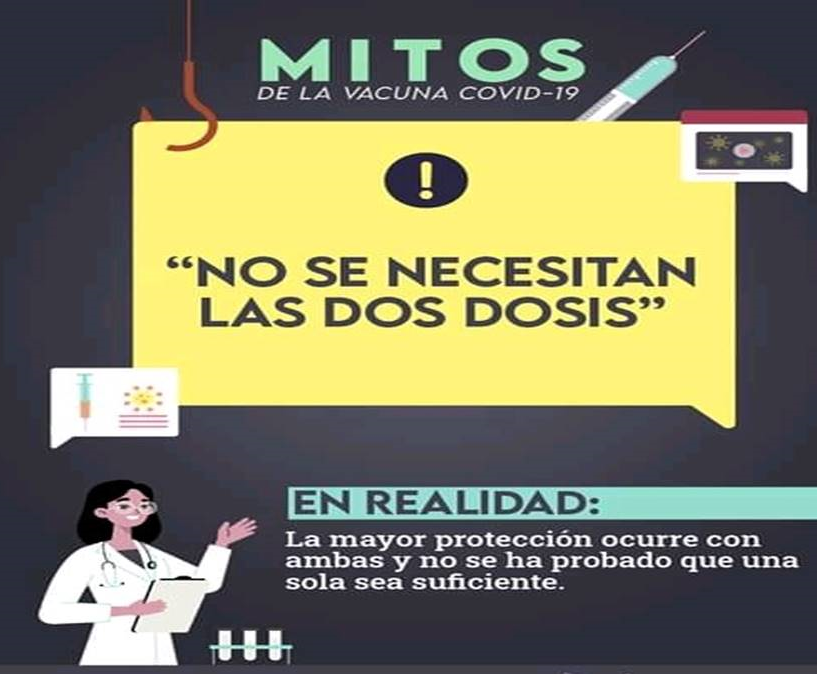 MITOS
DE LA VACUNA COVID-19
!
“NO SE NECESITAN
LAS DOS DOSIS”
EN REALIDAD:
La mayor protección ocurre con
ambas y no se ha probado que una
sola sea suficiente.